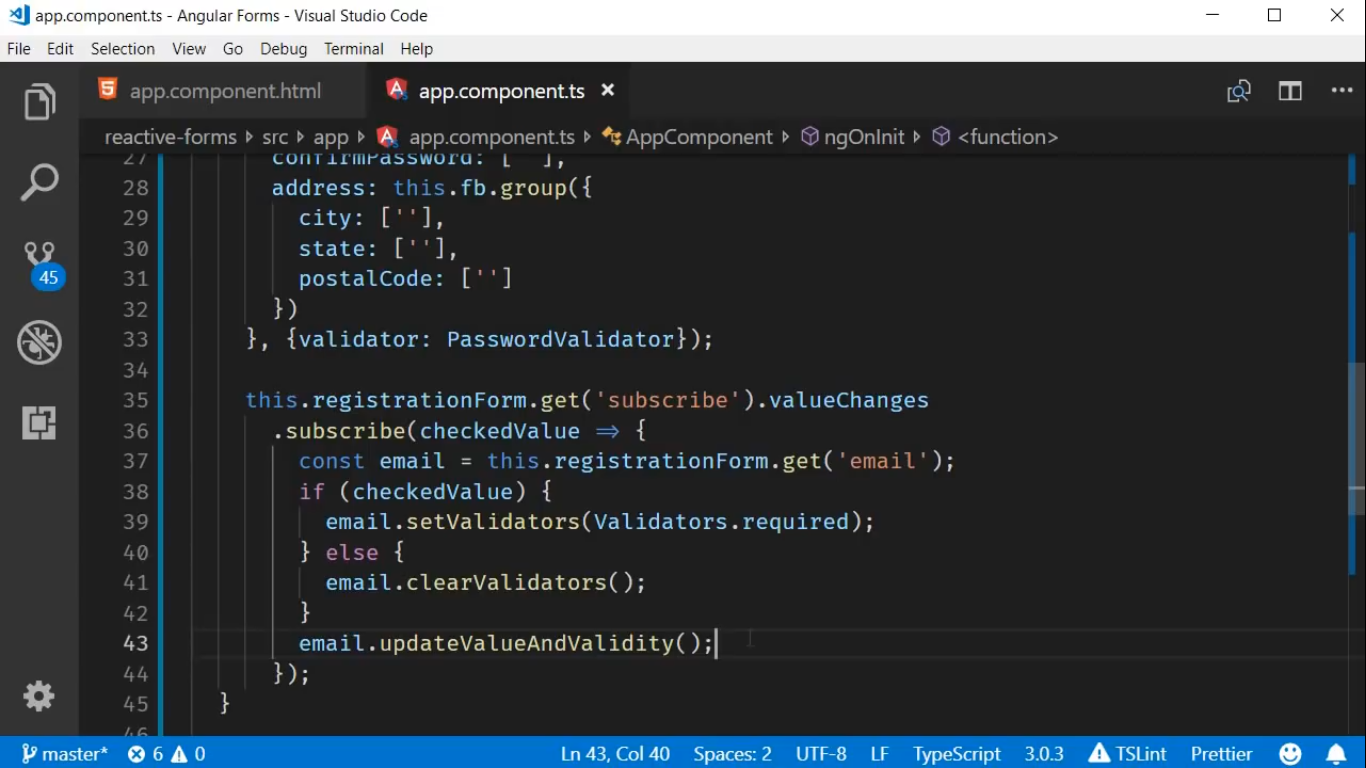 app.component.ts - Angular Forms - Visual Studio Code
File Edit Selection View Go Debug Terminal Help
app.component.html app.component.ts
reactive-forms src app app.component.ts AppComponent ngOnInit <function>
27 confirmPassword: [''],
28 address: this.fb.group({
29 city: [''],
30 state: [''],
31 postalCode: ['']
32 })
33 }, {validator: PasswordValidator});
34
35 this.registrationForm.get('subscribe').valueChanges
36 .subscribe(checkedValue => {
37 const email = this.registrationForm.get('email');
38 if (checkedValue) {
39 email.setValidators(Validators.required);
40 } else {
41 email.clearValidators();
42 }
43 email.updateValueAndValidity();
44 });
45 }
46
45
master* 6 0 Ln 43, Col 40 Spaces: 2 UTF-8 LF TypeScript 3.0.3 TSLint Prettier